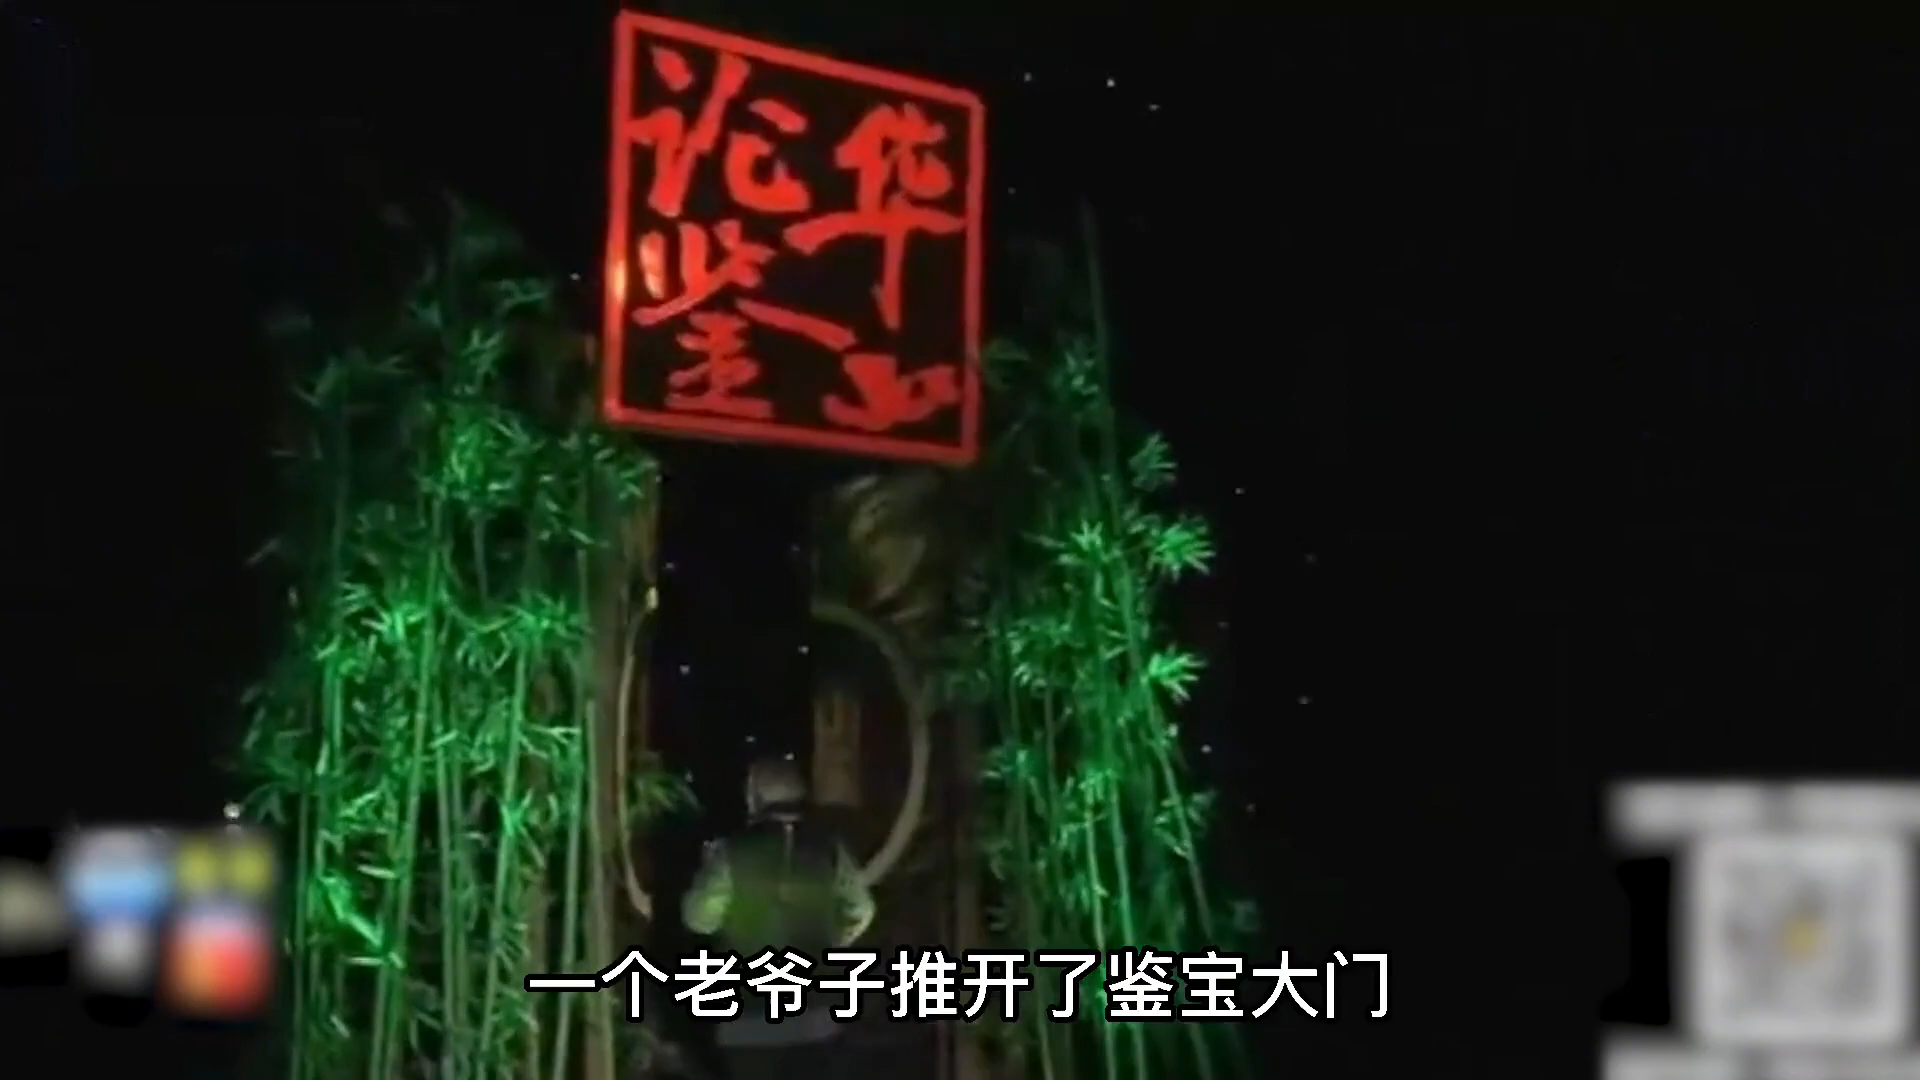 华山
论鉴
一个老爷子推开了鉴宝大门